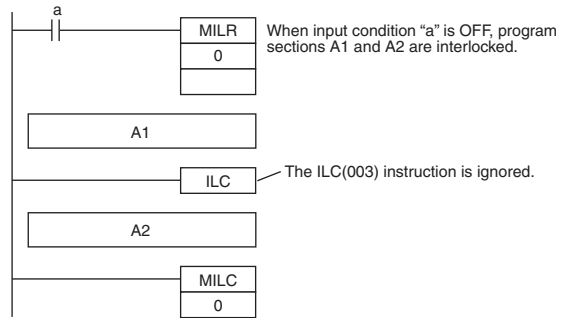 a
MILR
0
When input condition “a” is OFF, program
sections A1 and A2 are interlocked.
A1
ILC
The ILC(003) instruction is ignored.
A2
MILC
0